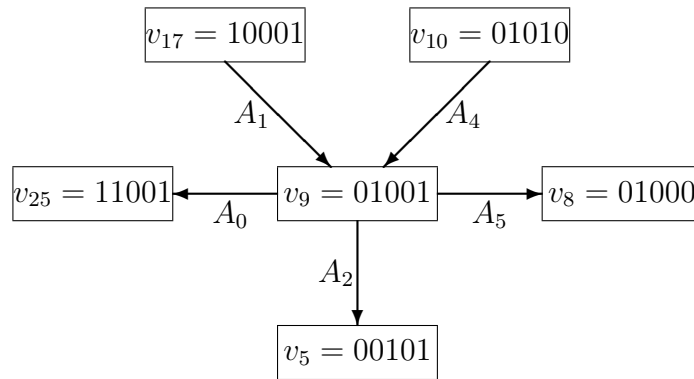 v₁₇ = 10001 v₁₀ = 01010
A₁ A₄
v₂₅ = 11001 A₀ v₉ = 01001 A₅ v₈ = 01000
A₂
v₅ = 00101